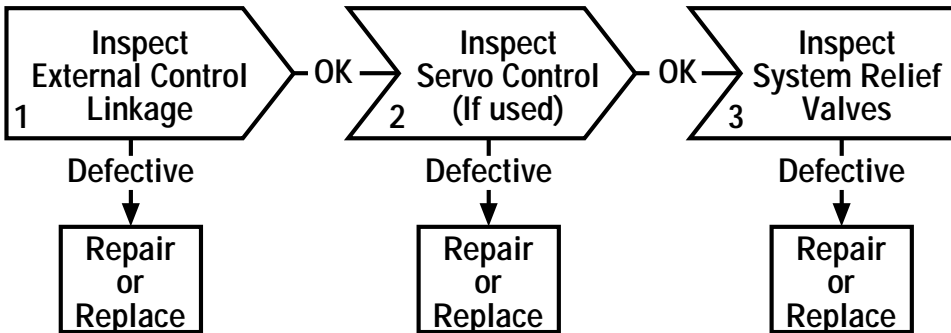 Inspect
External Control
Linkage
1
OK
Inspect
Servo Control
(If used)
2
OK
Inspect
System Relief
Valves
3
Defective
Defective
Defective
Repair
or
Replace
Repair
or
Replace
Repair
or
Replace